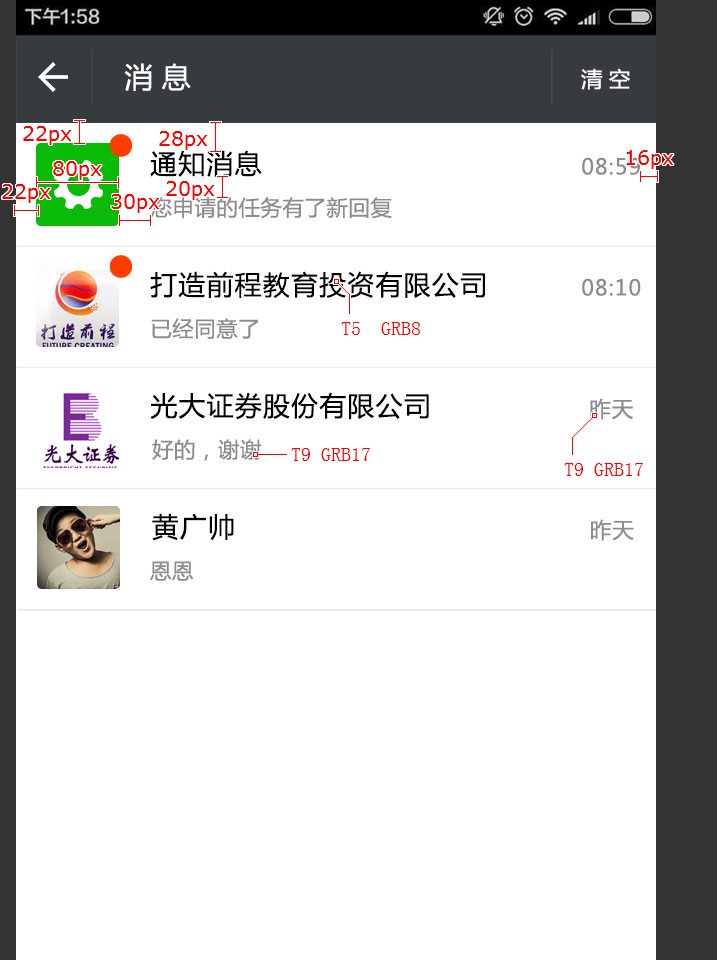 下午1:58
消息
清空
22px
28px
通知消息
08:59
16px
80px
22px
20px
30px
您申请的任务有了新回复
打造前程教育投资有限公司
08:10
打造前程
FUTURE CREATING
已经同意了
T5 GRB8
光大证券股份有限公司
昨天
光大证券
好的，谢谢
T9 GRB17
T9 GRB17
黄广帅
昨天
恩恩